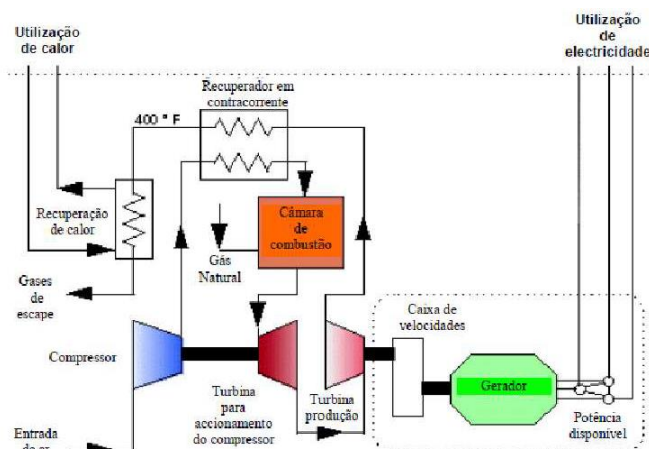 Utilização
de calor
Utilização
de
electricidade
Recuperador em
contracorrente
400 ° F
Recuperação
de calor
Câmara
de
combustão
Gás
Natural
Gases
de
escape
Caixa de
velocidades
Compressor
Gerador
Turbina
para
accionamento
do compressor
Turbina
produção
Potência
disponível
Entrada